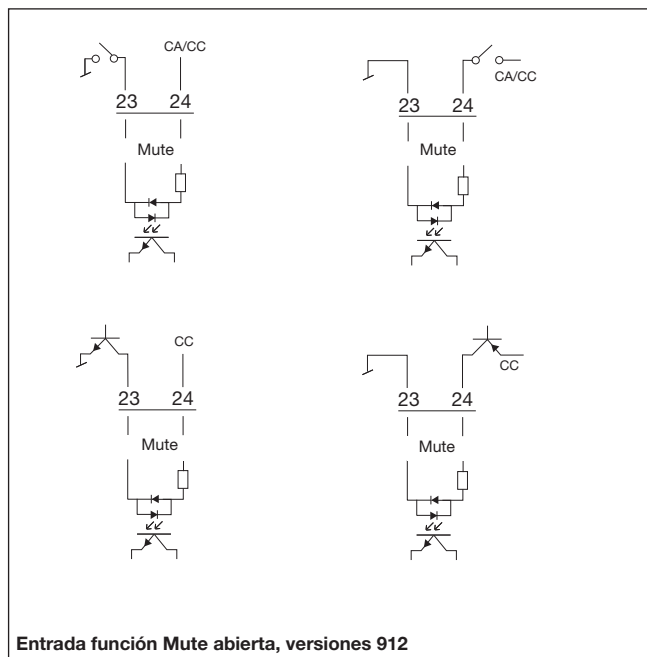 CA/CC
23 24
Mute
CA/CC
23 24
Mute
CC
23 24
Mute
CC
23 24
Mute
Entrada función Mute abierta, versiones 912